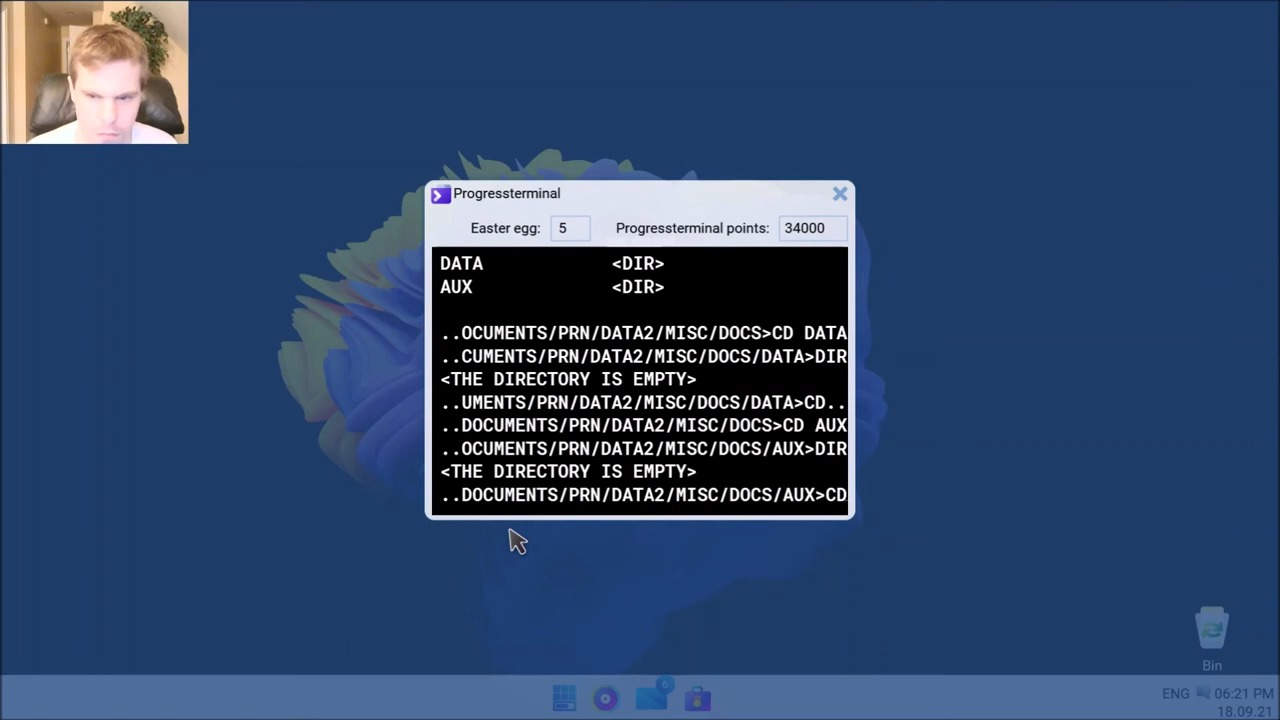 Progressterminal
Easter egg: 5 Progressterminal points: 34000
DATA <DIR>
AUX <DIR>
..OCUMENTS/PRN/DATA2/MISC/DOCS>CD DATA
..CUMENTS/PRN/DATA2/MISC/DOCS/DATA>DIR
<THE DIRECTORY IS EMPTY>
..UMENTS/PRN/DATA2/MISC/DOCS/DATA>CD..
..DOCUMENTS/PRN/DATA2/MISC/DOCS>CD AUX
..OCUMENTS/PRN/DATA2/MISC/DOCS/AUX>DIR
<THE DIRECTORY IS EMPTY>
..DOCUMENTS/PRN/DATA2/MISC/DOCS/AUX>CD
Bin
6
ENG 06:21 PM
18.09.21